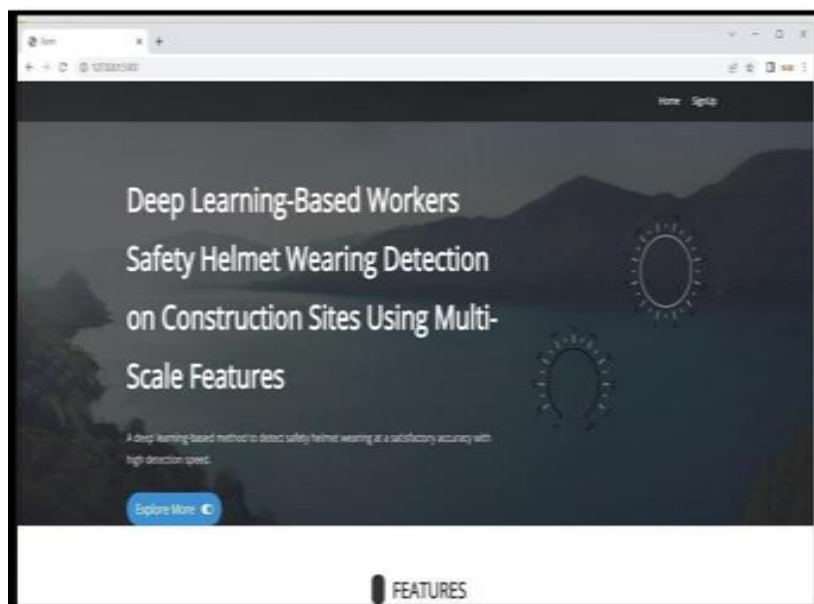 Home SignUp
Deep Learning-Based Workers
Safety Helmet Wearing Detection
on Construction Sites Using Multi-
Scale Features
A deep learning-based method to detect safety helmet wearing at a satisfactory accuracy with
high detection speed.
Explore More
FEATURES